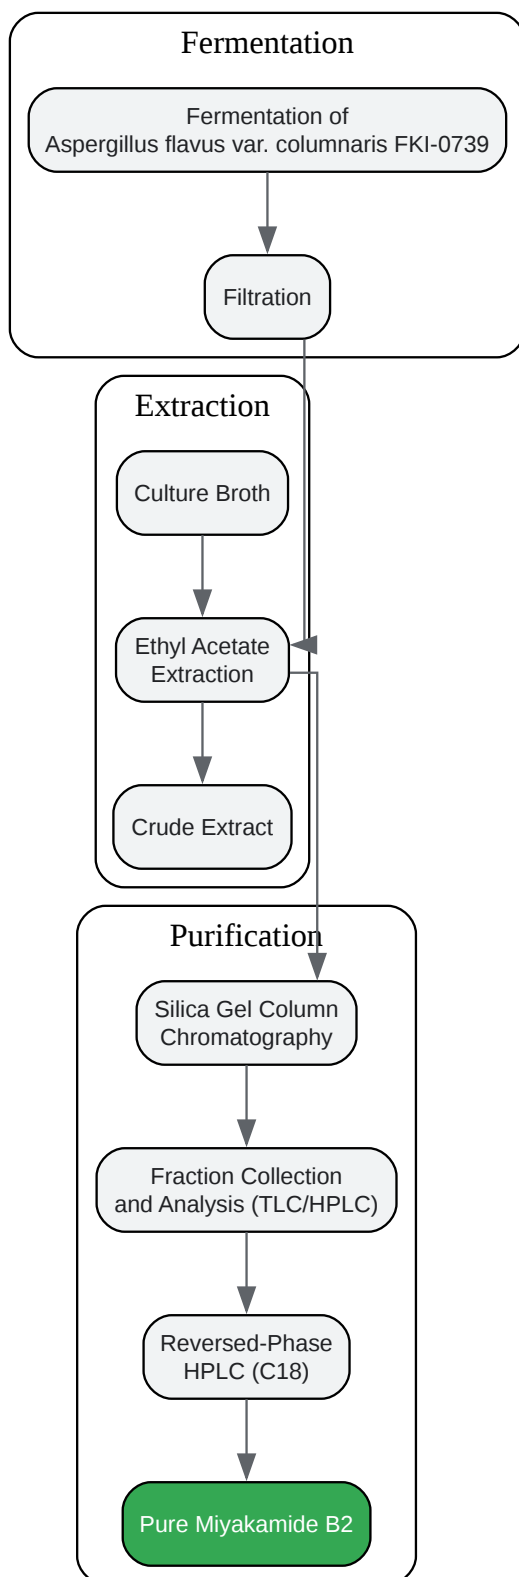 Fermentation
Fermentation of
Aspergillus flavus var. columnaris FKI-0739
Filtration
Extraction
Culture Broth
Ethyl Acetate
Extraction
Crude Extract
Purification
Silica Gel Column
Chromatography
Fraction Collection
and Analysis (TLC/HPLC)
Reversed-Phase
HPLC (C18)
Pure Miyakamide B2